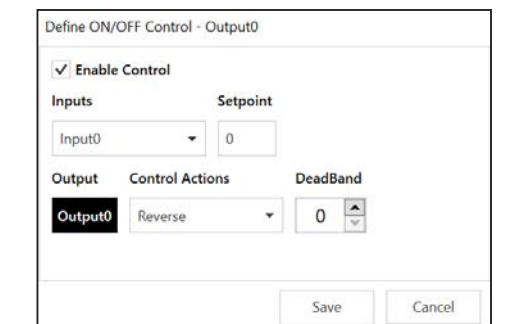 Define ON/OFF Control - Output0
Enable Control
Inputs Setpoint
Input0 0
Output Control Actions DeadBand
Output0 Reverse 0
Save Cancel